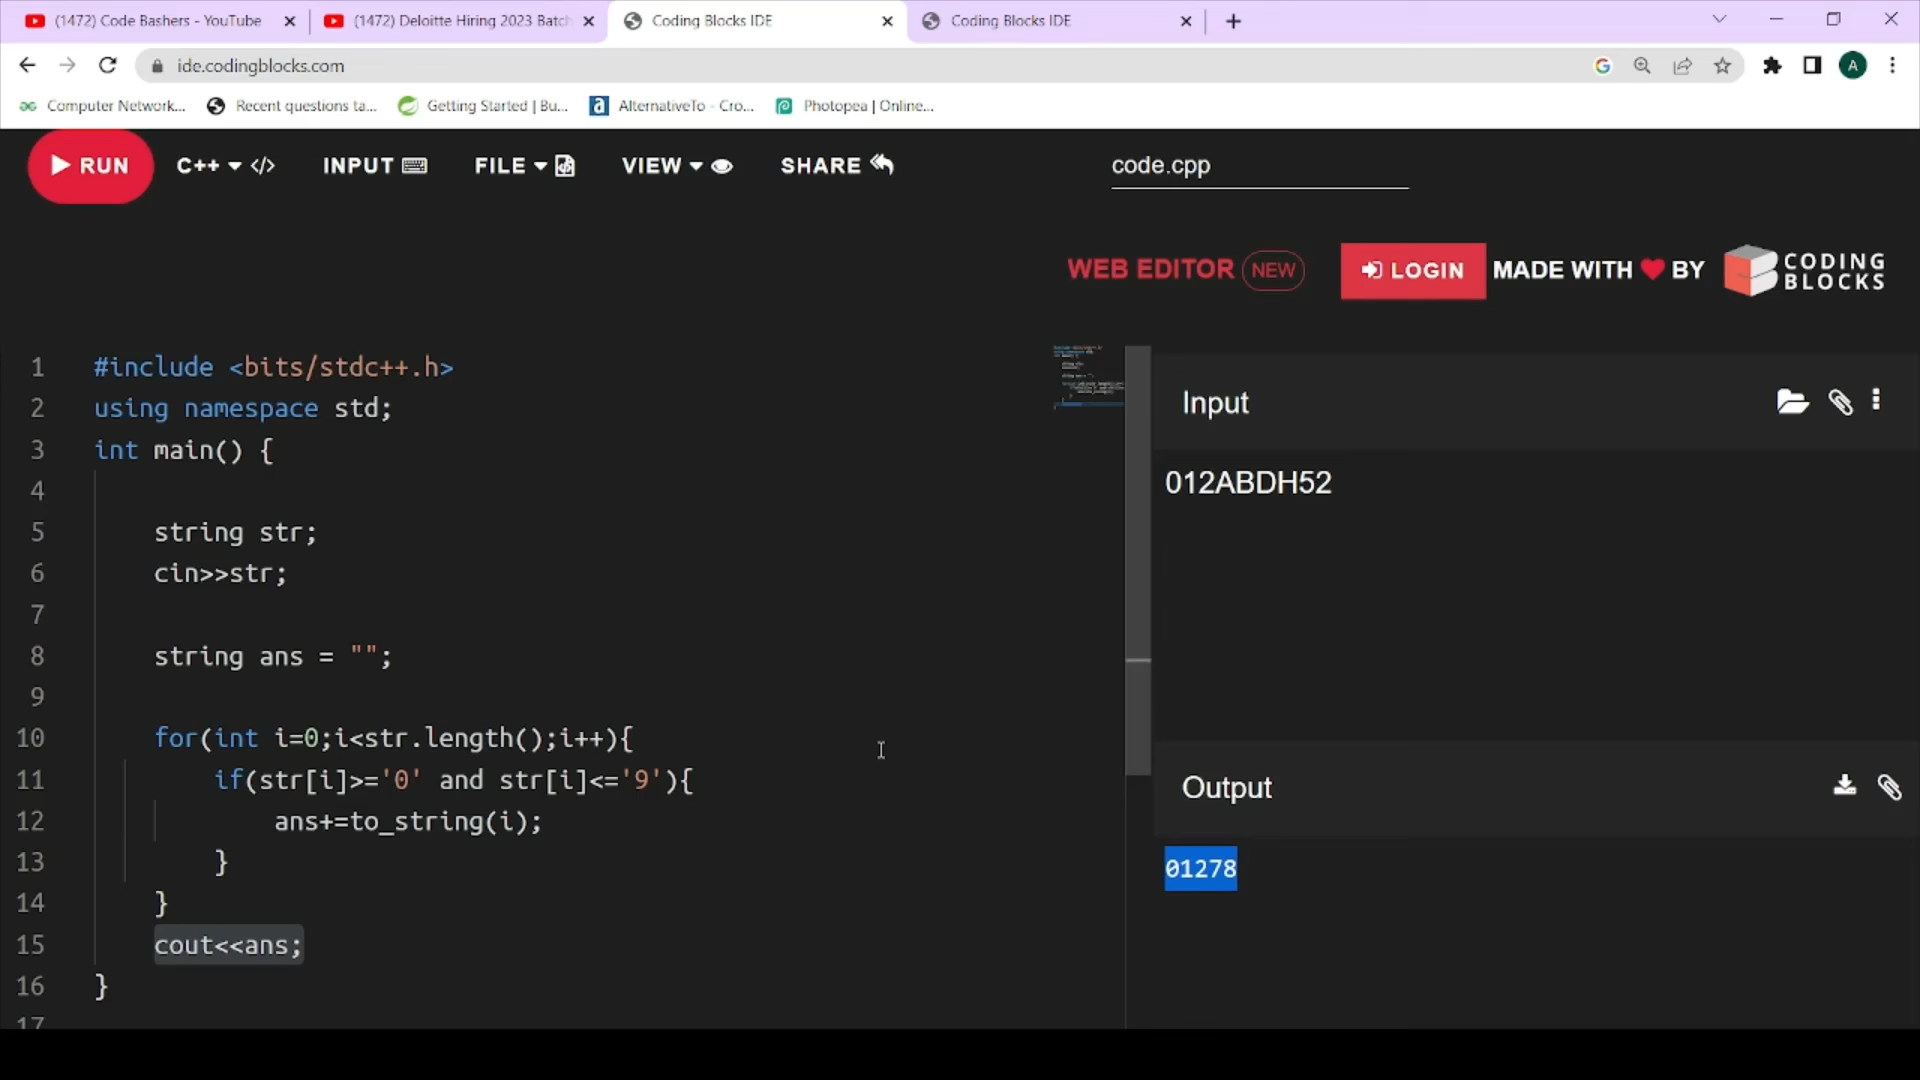 (1472) Code Bashers - YouTube
(1472) Deloitte Hiring 2023 Batch
Coding Blocks IDE
Coding Blocks IDE
ide.codingblocks.com
G
A
Computer Network...
Recent questions ta...
Getting Started | Bu...
a
AlternativeTo - Cro...
Photopea | Online...
RUN
C++
INPUT
FILE
VIEW
SHARE
code.cpp
WEB EDITOR NEW
LOGIN
MADE WITH ❤ BY
CODING
BLOCKS
1 #include <bits/stdc++.h>
2 using namespace std;
3 int main() {
4
5 string str;
6 cin>>str;
7
8 string ans = "";
9
10 for(int i=0;i<str.length();i++){
11 if(str[i]>='0' and str[i]<='9'){
12 ans+=to_string(i);
13 }
14 }
15 cout<<ans;
16 }
17
Input
012ABDH52
Output
01278